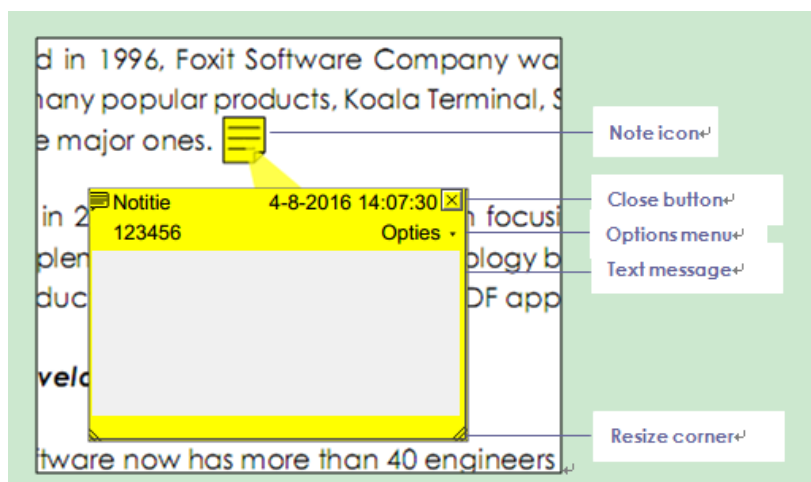 d in 1996, Foxit Software Company wa
nany popular products, Koala Terminal, S
e major ones.
Note icon
Notitie 4-8-2016 14:07:30
Close button
in 2 n focusi
123456 Opties
Options menu
plen ology b
Text message
duc DF app
velo
Resize corner
ftware now has more than 40 engineers